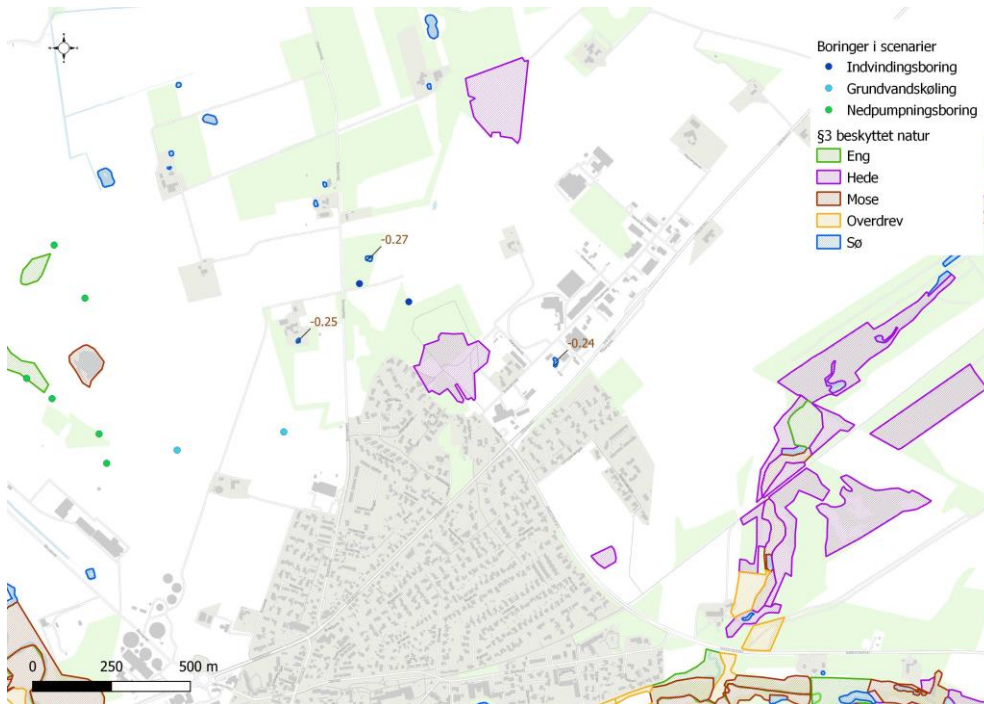 Boringer i scenarier
Indvindingsboring
Grundvandskøling
Nedpumpningsboring
§3 beskyttet natur
Eng
Hede
Mose
Overdrev
Sø
-0.27
-0.25
-0.24
0 250 500 m